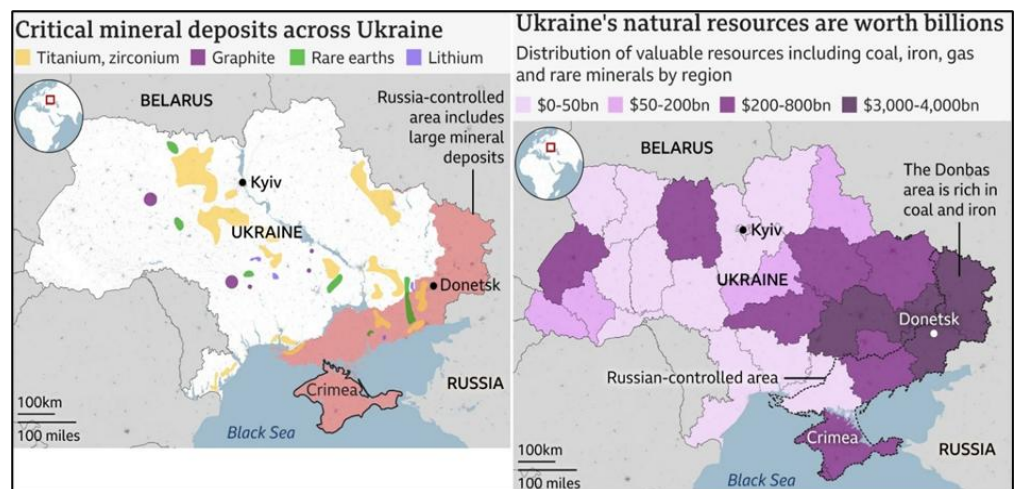 Critical mineral deposits across Ukraine
Titanium, zirconium
Graphite
Rare earths
Lithium
BELARUS
Russia-controlled
area includes
large mineral
deposits
Kyiv
UKRAINE
Donetsk
Crimea
RUSSIA
100km
100 miles
Black Sea
Ukraine's natural resources are worth billions
Distribution of valuable resources including coal, iron, gas
and rare minerals by region
$0-50bn
$50-200bn
$200-800bn
$3,000-4,000bn
BELARUS
The Donbas
area is rich in
coal and iron
Kyiv
UKRAINE
Donetsk
Russian-controlled area
Crimea
RUSSIA
100km
100 miles
Black Sea